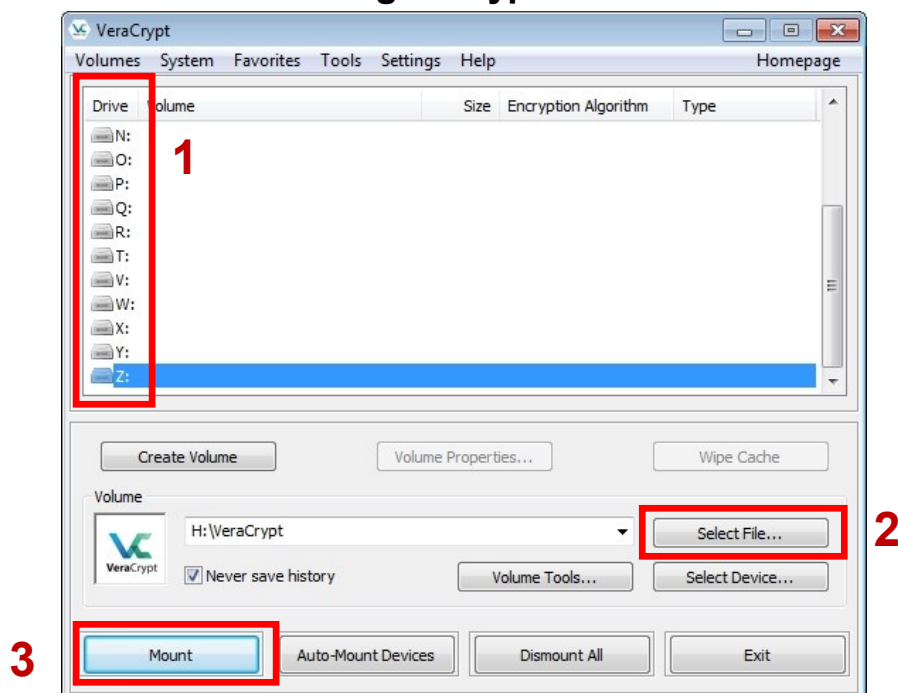 VeraCrypt
Volumes System Favorites Tools Settings Help Homepage
Drive Volume Size Encryption Algorithm Type
N:
O:
1
P:
Q:
R:
T:
V:
W:
X:
Y:
Z:
Create Volume Volume Properties... Wipe Cache
Volume
H:\VeraCrypt Select File... 2
VeraCrypt Never save history Volume Tools... Select Device...
3 Mount Auto-Mount Devices Dismount All Exit